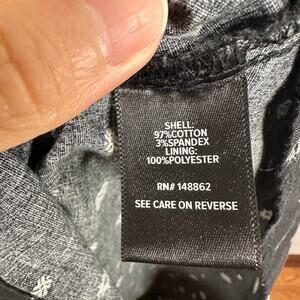 SHELL:
97%COTTON
3%SPANDEX
LINING:
100%POLYESTER
RN# 148862
SEE CARE ON REVERSE